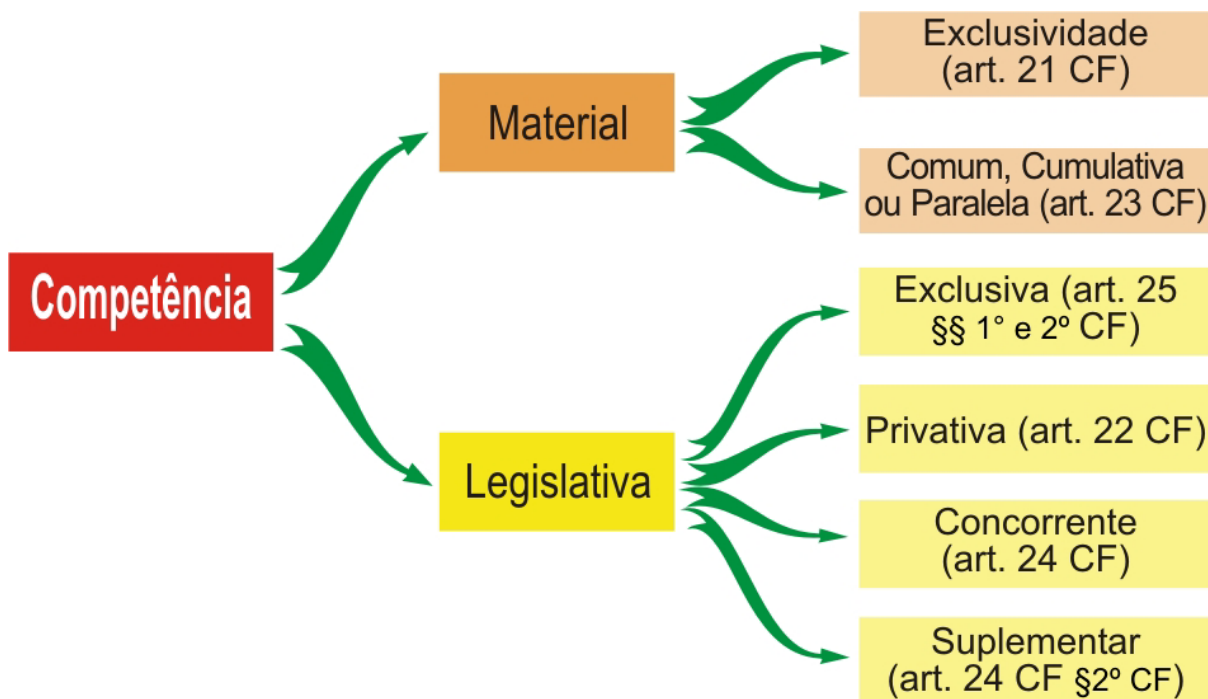 Competência
Material
Exclusividade
(art. 21 CF)
Comum, Cumulativa
ou Paralela (art. 23 CF)
Legislativa
Exclusiva (art. 25
§§ 1° e 2º CF)
Privativa (art. 22 CF)
Concorrente
(art. 24 CF)
Suplementar
(art. 24 CF §2º CF)